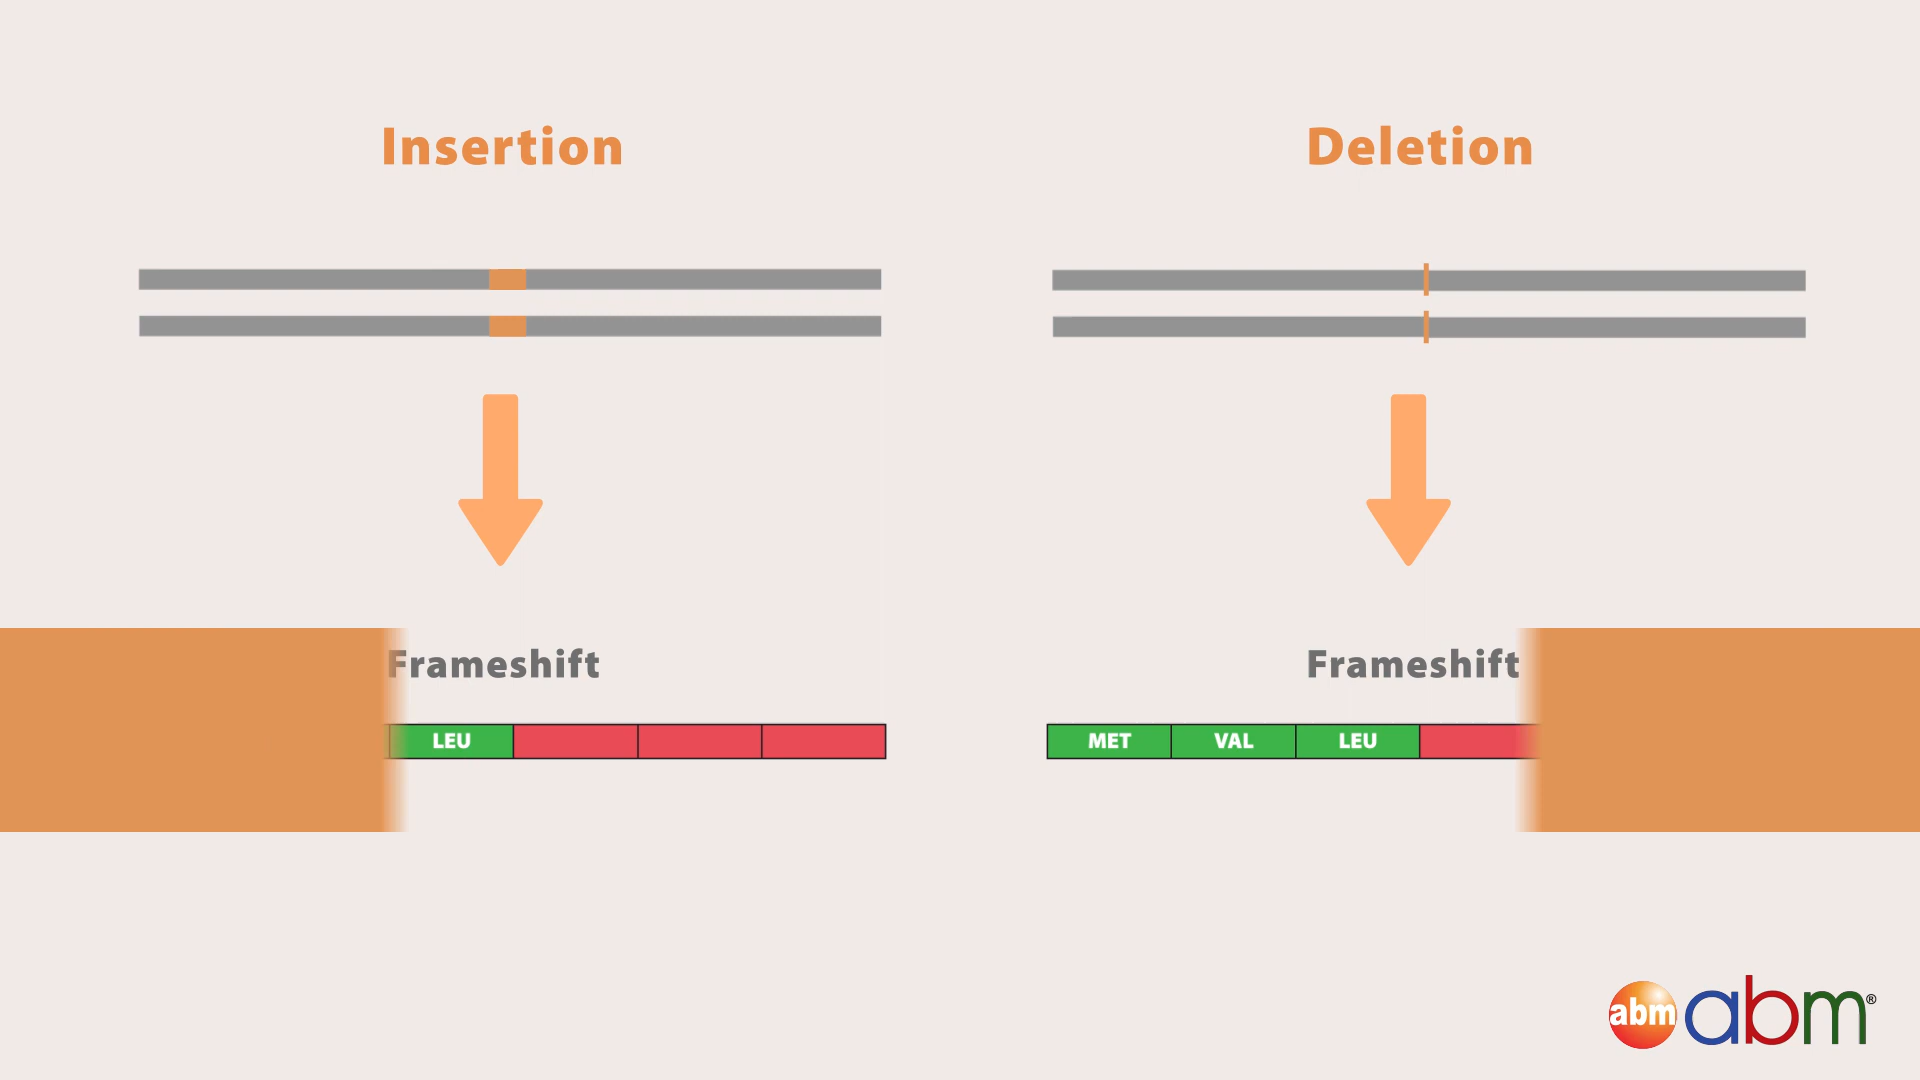 Insertion
Deletion
Frameshift
Frameshift
LEU
MET VAL LEU
abm abm®